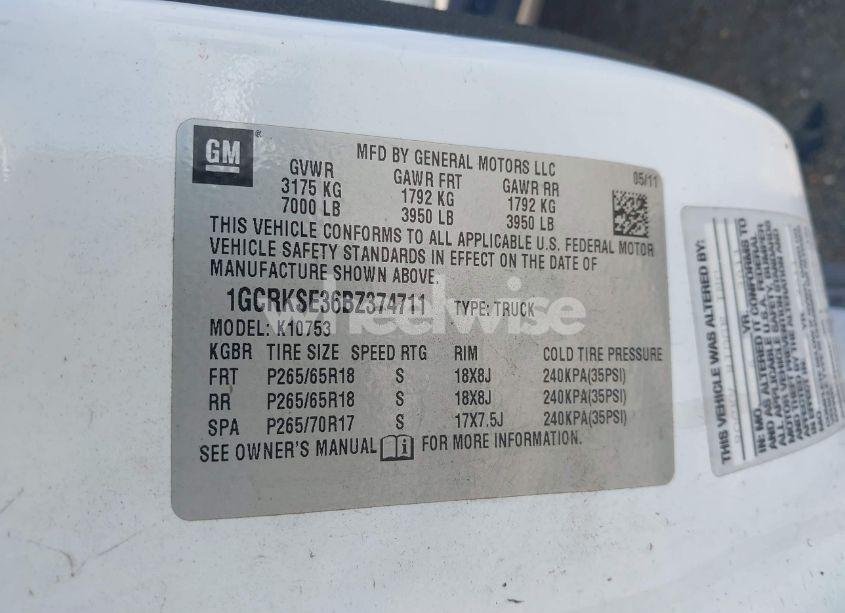 GM
MFD BY GENERAL MOTORS LLC
GVWR GAWR FRT GAWR RR 05/11
3175 KG 1792 KG 1792 KG
7000 LB 3950 LB 3950 LB
THIS VEHICLE CONFORMS TO ALL APPLICABLE U.S. FEDERAL MOTOR
VEHICLE SAFETY STANDARDS IN EFFECT ON THE DATE OF
MANUFACTURE SHOWN ABOVE.
1GCRKSE36BZ374711 TYPE: TRUCK
MODEL: K10753
KGBR TIRE SIZE SPEED RTG RIM COLD TIRE PRESSURE
FRT P265/65R18 S 18X8J 240KPA(35PSI)
RR P265/65R18 S 18X8J 240KPA(35PSI)
SPA P265/70R17 S 17X7.5J 240KPA(35PSI)
SEE OWNER'S MANUAL FOR MORE INFORMATION.
wheelwise
THIS VEHICLE WAS ALTERED BY:
IN: MO. YR.